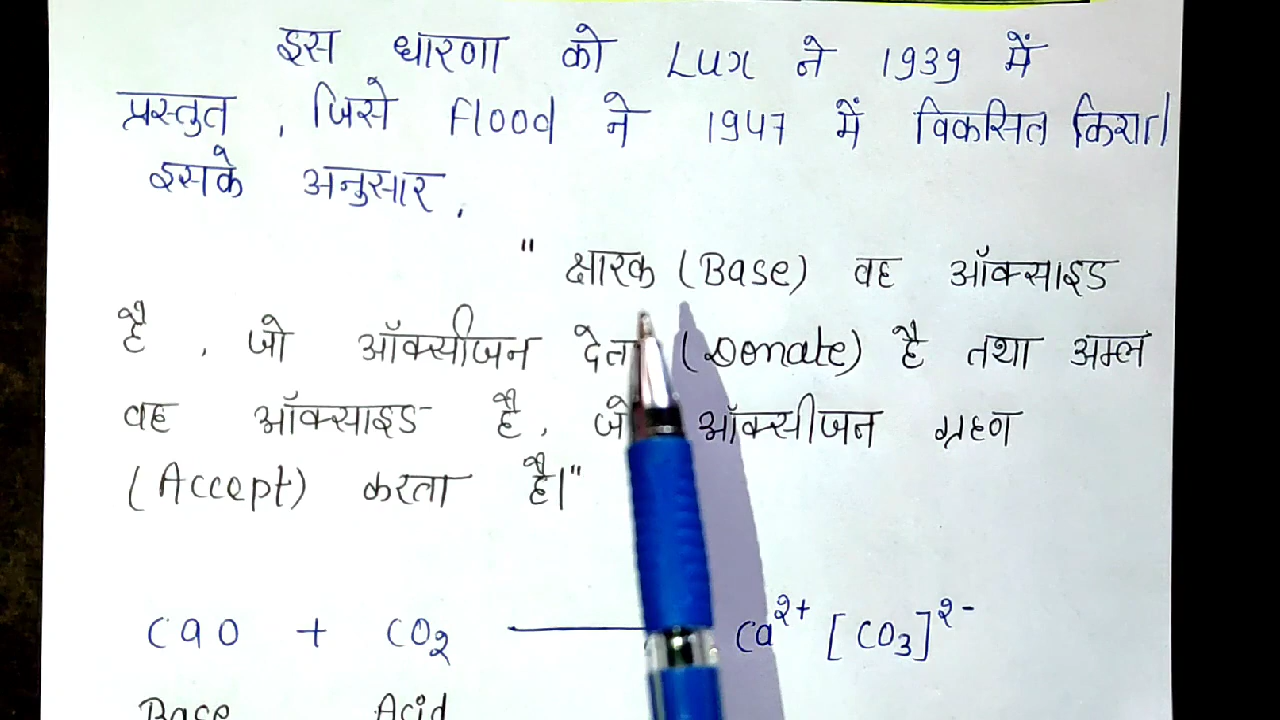 इस धारणा को Lux ने 1939 में
प्रस्तुत , जिसे Flood ने 1947 में विकसित किया।
इसके अनुसार ,
" क्षारक (Base) वह ऑक्साइड
है , जो ऑक्सीजन देता (Donate) है तथा अम्ल
वह ऑक्साइड है , जो ऑक्सीजन ग्रहण
(Accept) करता है।"
CaO + CO₂ → Ca²⁺ [CO₃]²⁻
Base Acid